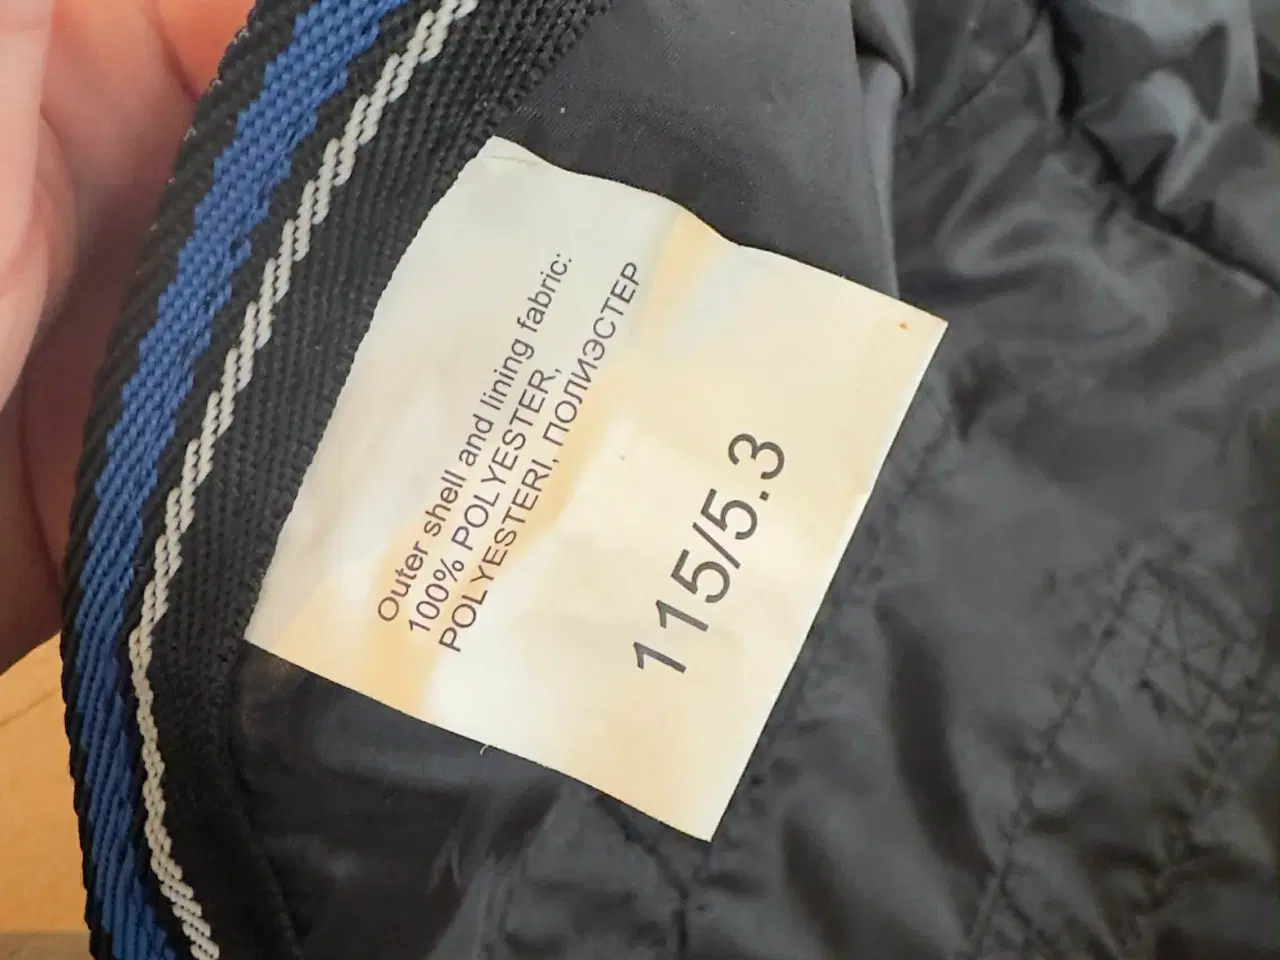 Outer shell and lining fabric:
100% POLYESTER,
POLYESTERI, ПОЛИЭСТЕР
115/5.3